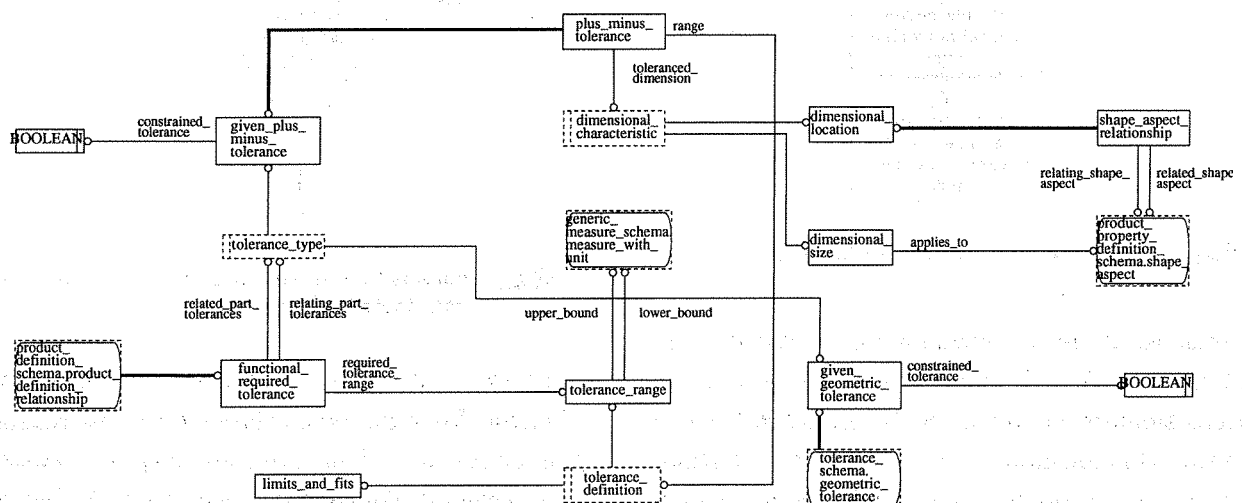 plus_minus_
tolerance
range
toleranced_
dimension
constrained_
tolerance
BOOLEAN
given_plus_
minus_
tolerance
dimensional_
characteristic
dimensional_
location
shape_aspect_
relationship
relating_shape_
aspect
related_shape
aspect
generic_
measure_schema.
measure_with_
unit
tolerance_type
dimensional_
size
applies_to
product_
property_
definition_
schema.shape_
aspect
related_part_
tolerances
relating_part_
tolerances
upper_bound
lower_bound
product_
definition_
schema.product_
definition_
relationship
functional_
required_
tolerance
required_
tolerance_
range
tolerance_range
given_
geometric_
tolerance
constrained_
tolerance
BOOLEAN
limits_and_fits
tolerance_
definition
tolerance_
schema.
geometric_
tolerance